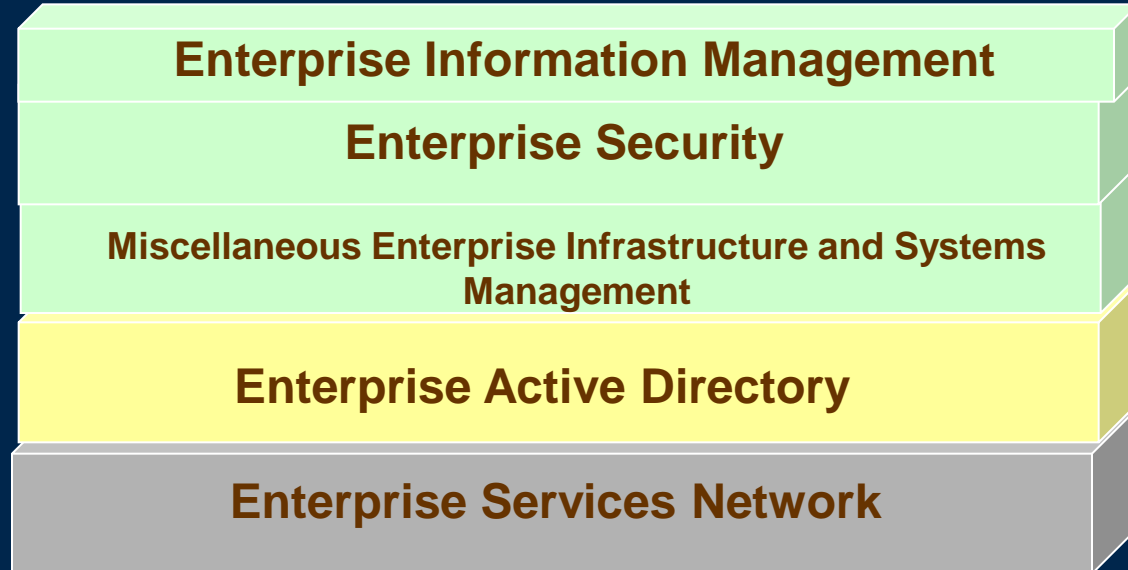 Enterprise Information Management
Enterprise Security
Miscellaneous Enterprise Infrastructure and Systems
Management
Enterprise Active Directory
Enterprise Services Network